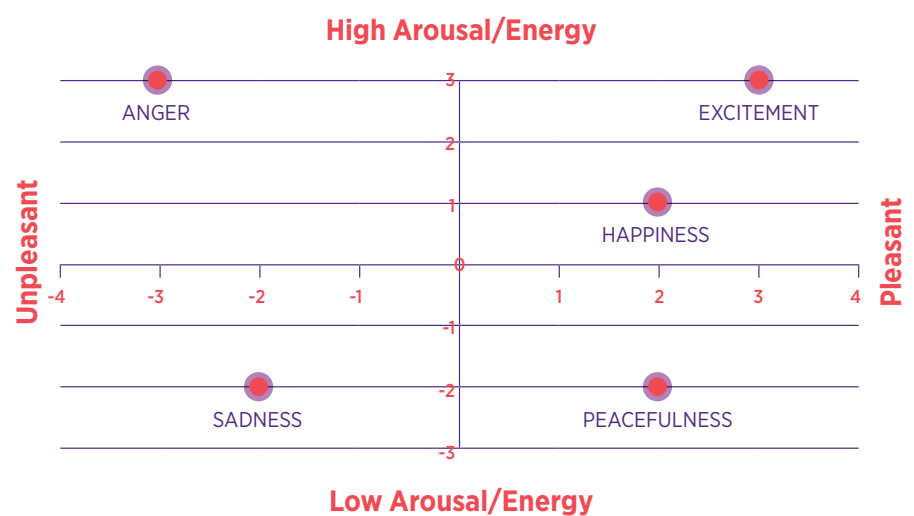 High Arousal/Energy
3
ANGER
EXCITEMENT
2
1
HAPPINESS
Unpleasant
Pleasant
0
-4 -3 -2 -1 1 2 3 4
-1
-2
SADNESS PEACEFULNESS
-3
Low Arousal/Energy